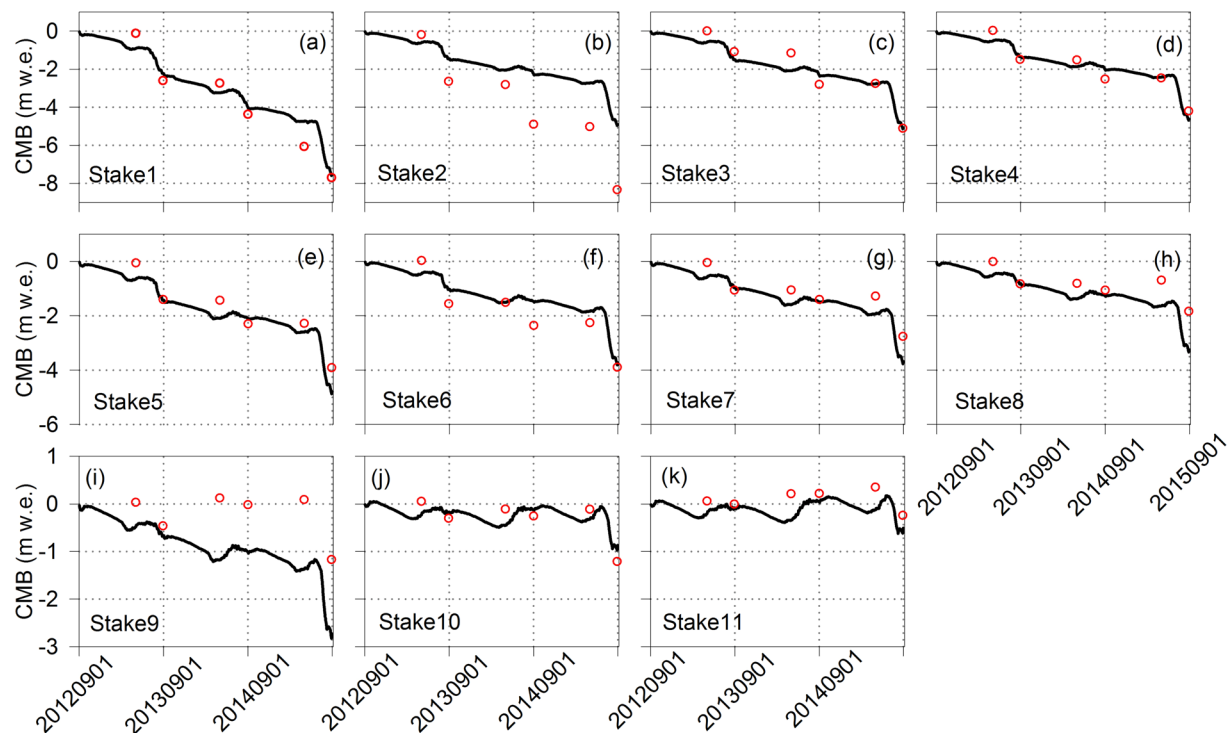 CMB (m w.e.)
0
-2
-4
-6
-8
(a)
Stake1
(b)
Stake2
(c)
Stake3
(d)
Stake4
CMB (m w.e.)
0
-2
-4
-6
(e)
Stake5
(f)
Stake6
(g)
Stake7
(h)
Stake8
20120901
20130901
20140901
20150901
CMB (m w.e.)
1
0
-1
-2
-3
(i)
Stake9
(j)
Stake10
(k)
Stake11
20120901
20130901
20140901
20120901
20130901
20140901
20120901
20130901
20140901